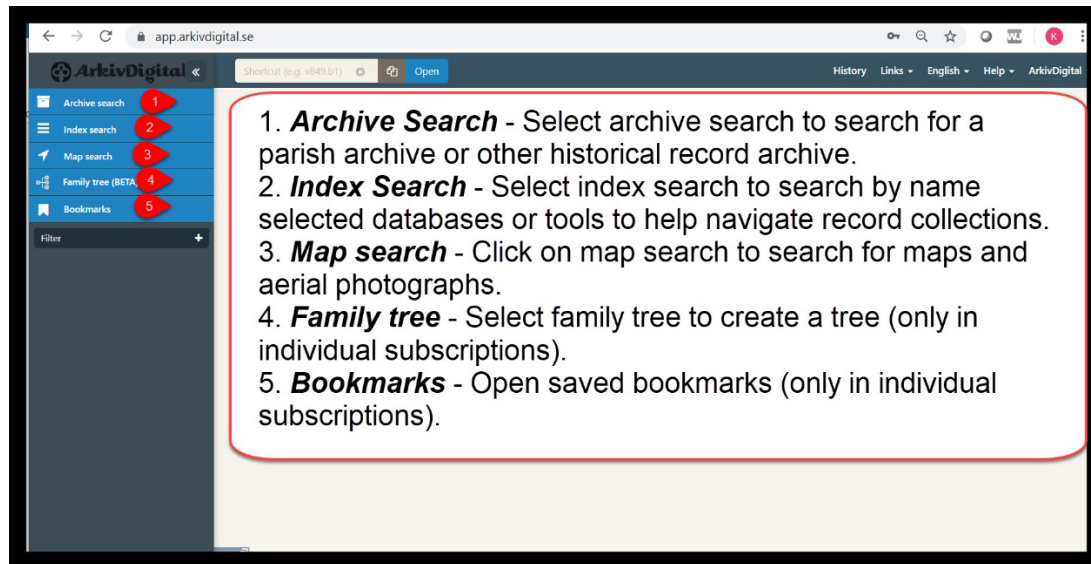 app.arkivdigital.se
K
ArkivDigital «
Shortcut (e.g. v849.b1)
Open
History Links English Help ArkivDigital
Archive search 1
Index search 2
Map search 3
Family tree (BETA) 4
Bookmarks 5
Filter +
1. Archive Search - Select archive search to search for a
parish archive or other historical record archive.
2. Index Search - Select index search to search by name
selected databases or tools to help navigate record collections.
3. Map search - Click on map search to search for maps and
aerial photographs.
4. Family tree - Select family tree to create a tree (only in
individual subscriptions).
5. Bookmarks - Open saved bookmarks (only in individual
subscriptions).